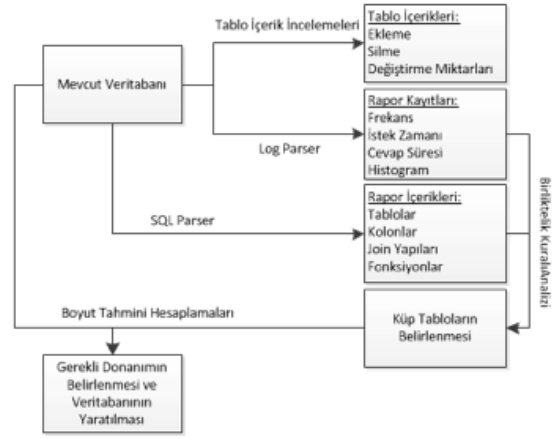 Tablo İçerik İncelemeleri
Tablo İçerikleri:
Ekleme
Silme
Değiştirme Miktarları
Mevcut Veritabanı
Rapor Kayıtları:
Frekans
İstek Zamanı
Cevap Süresi
Histogram
Log Parser
Rapor İçerikleri:
Tablolar
Kolonlar
Join Yapıları
Fonksiyonlar
SQL Parser
Birliktelik KuralıAnalizi
Boyut Tahmini Hesaplamaları
Küp Tabloların
Belirlenmesi
Gerekli Donanımın
Belirlenmesi ve
Veritabanının
Yaratılması